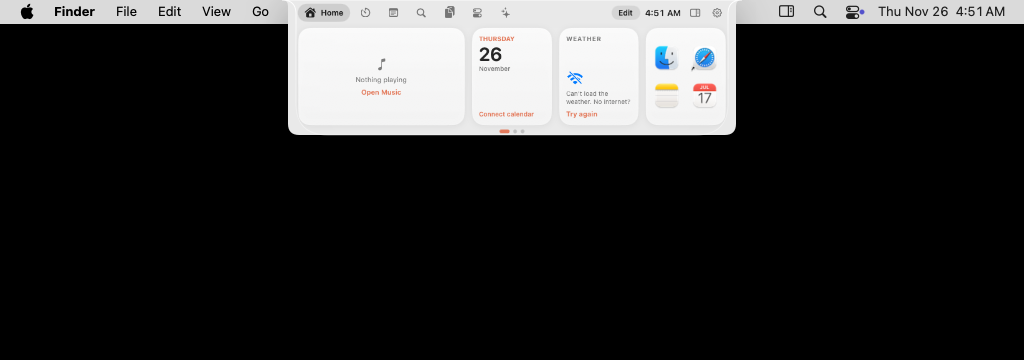 Finder File Edit View Go
Home
Edit 4:51 AM
Thu Nov 26 4:51 AM
Nothing playing
Open Music
THURSDAY
26
November
Connect calendar
WEATHER
Can't load the
weather. No internet?
Try again
JUL
17